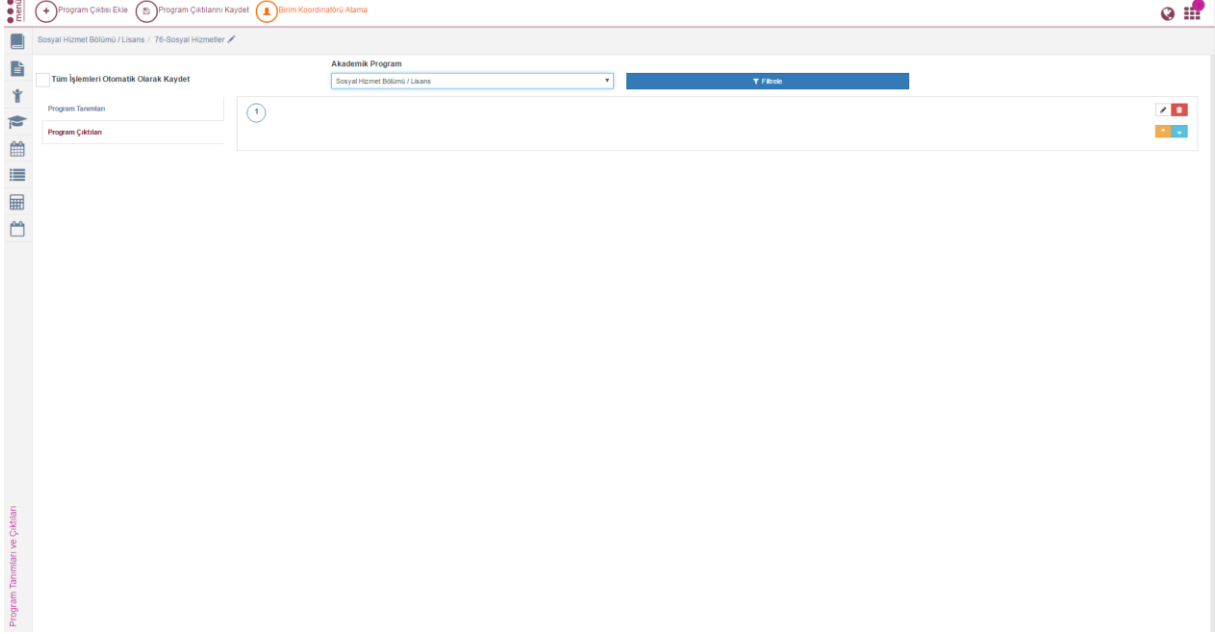 menü
Program Çıktısı Ekle Program Çıktılarını Kaydet Birim Koordinatörü Atama
Sosyal Hizmet Bölümü / Lisans / 76-Sosyal Hizmetler
Akademik Program
Tüm İşlemleri Otomatik Olarak Kaydet
Sosyal Hizmet Bölümü / Lisans
Filtrele
Program Tanımları
1
Program Çıktıları
Program Tanımları ve Çıktıları